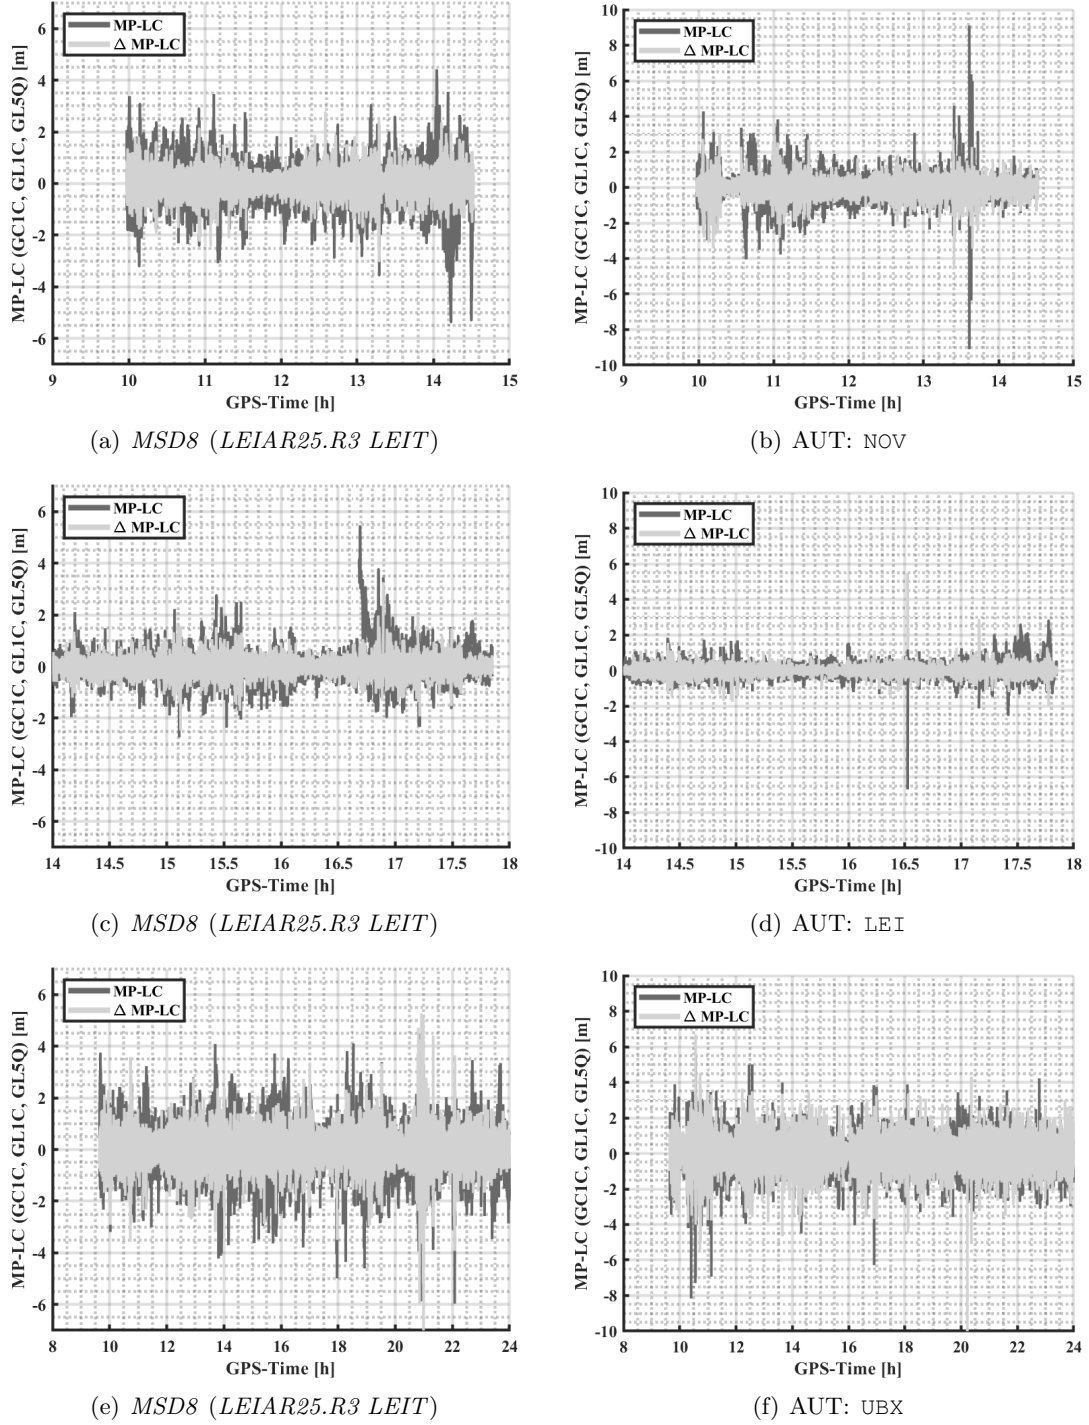 MP-LC (GC1C, GL1C, GL5Q) [m]
6
4
2
0
-2
-4
-6
MP-LC
Δ MP-LC
9 10 11 12 13 14 15
GPS-Time [h]
(a) MSD8 (LEIAR25.R3 LEIT)
MP-LC (GC1C, GL1C, GL5Q) [m]
10
8
6
4
2
0
-2
-4
-6
-8
-10
MP-LC
Δ MP-LC
9 10 11 12 13 14 15
GPS-Time [h]
(b) AUT: NOV
MP-LC (GC1C, GL1C, GL5Q) [m]
6
4
2
0
-2
-4
-6
MP-LC
Δ MP-LC
14 14.5 15 15.5 16 16.5 17 17.5 18
GPS-Time [h]
(c) MSD8 (LEIAR25.R3 LEIT)
MP-LC (GC1C, GL1C, GL5Q) [m]
10
8
6
4
2
0
-2
-4
-6
-8
-10
MP-LC
Δ MP-LC
14 14.5 15 15.5 16 16.5 17 17.5 18
GPS-Time [h]
(d) AUT: LEI
MP-LC (GC1C, GL1C, GL5Q) [m]
6
4
2
0
-2
-4
-6
MP-LC
Δ MP-LC
8 10 12 14 16 18 20 22 24
GPS-Time [h]
(e) MSD8 (LEIAR25.R3 LEIT)
MP-LC (GC1C, GL1C, GL5Q) [m]
10
8
6
4
2
0
-2
-4
-6
-8
-10
MP-LC
Δ MP-LC
8 10 12 14 16 18 20 22 24
GPS-Time [h]
(f) AUT: UBX